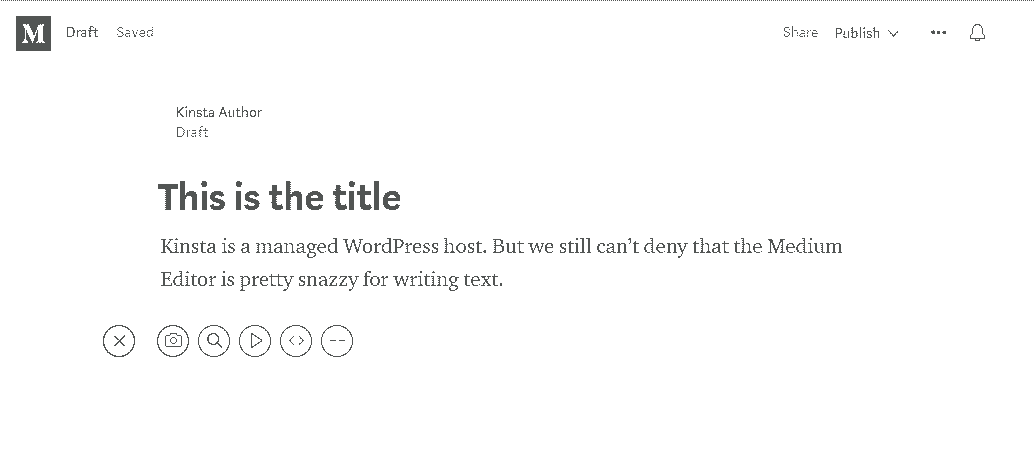 M Draft Saved Share Publish
Kinsta Author
Draft
This is the title
Kinsta is a managed WordPress host. But we still can’t deny that the Medium
Editor is pretty snazzy for writing text.